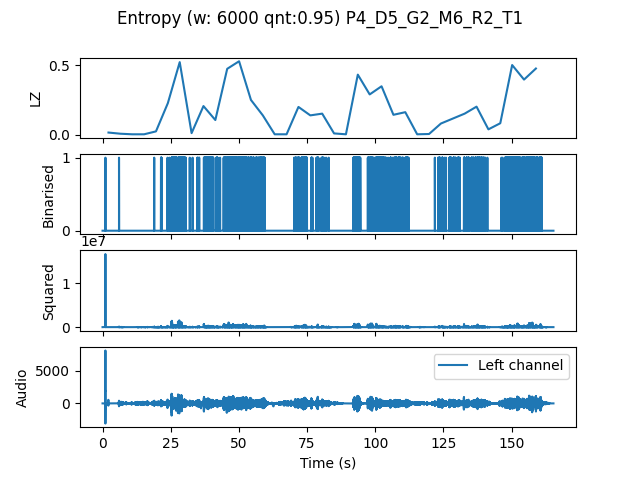 Entropy (w: 6000 qnt:0.95) P4_D5_G2_M6_R2_T1
0.5
LZ
0.0
1
Binarised
0
1e7
1
Squared
0
Left channel
5000
Audio
0
0 25 50 75 100 125 150
Time (s)